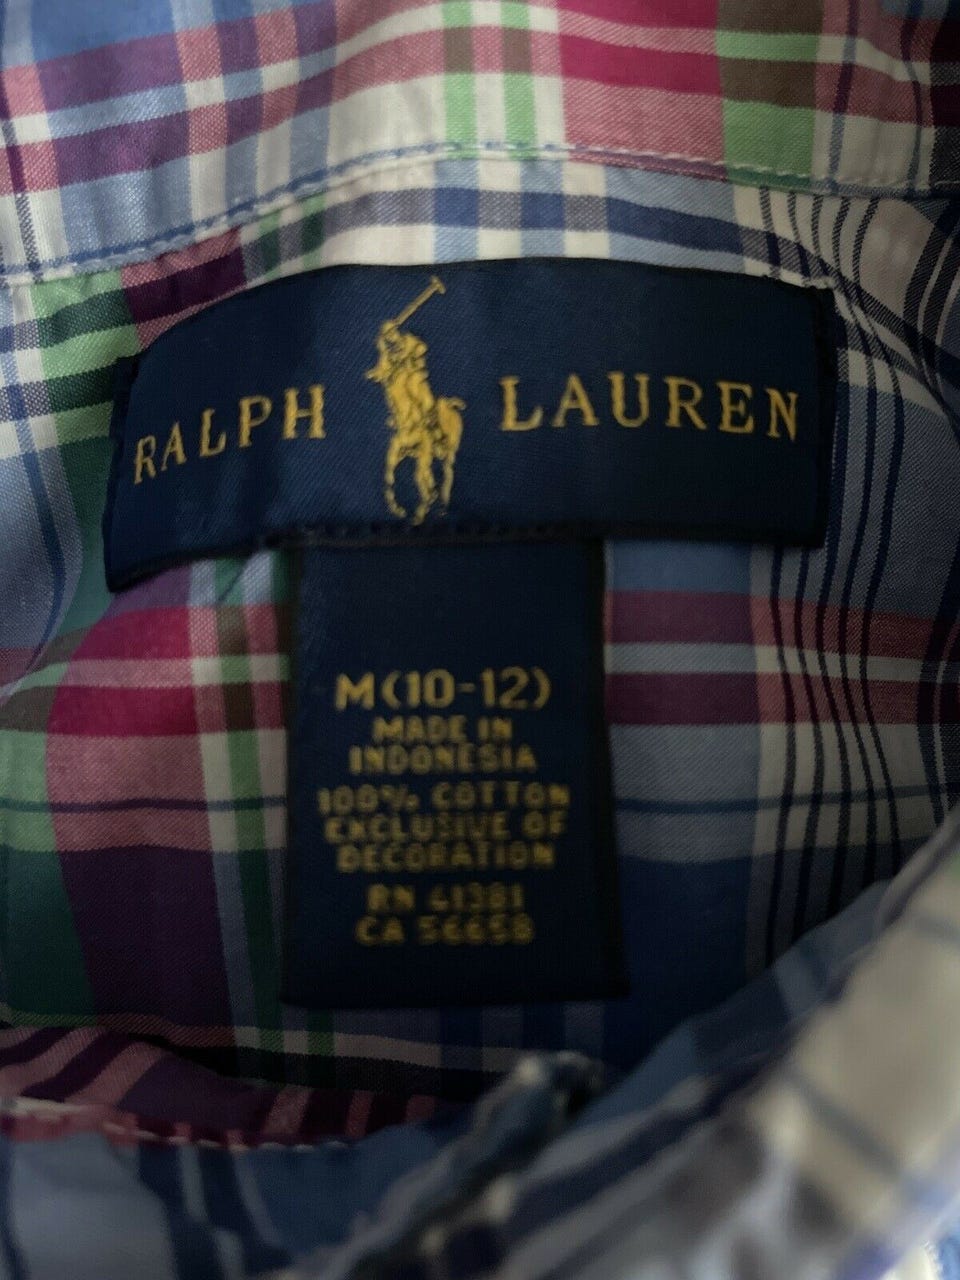 RALPH LAUREN
M(10-12)
MADE IN
INDONESIA
100% COTTON
EXCLUSIVE OF
DECORATION
RN 41381
CA 56658